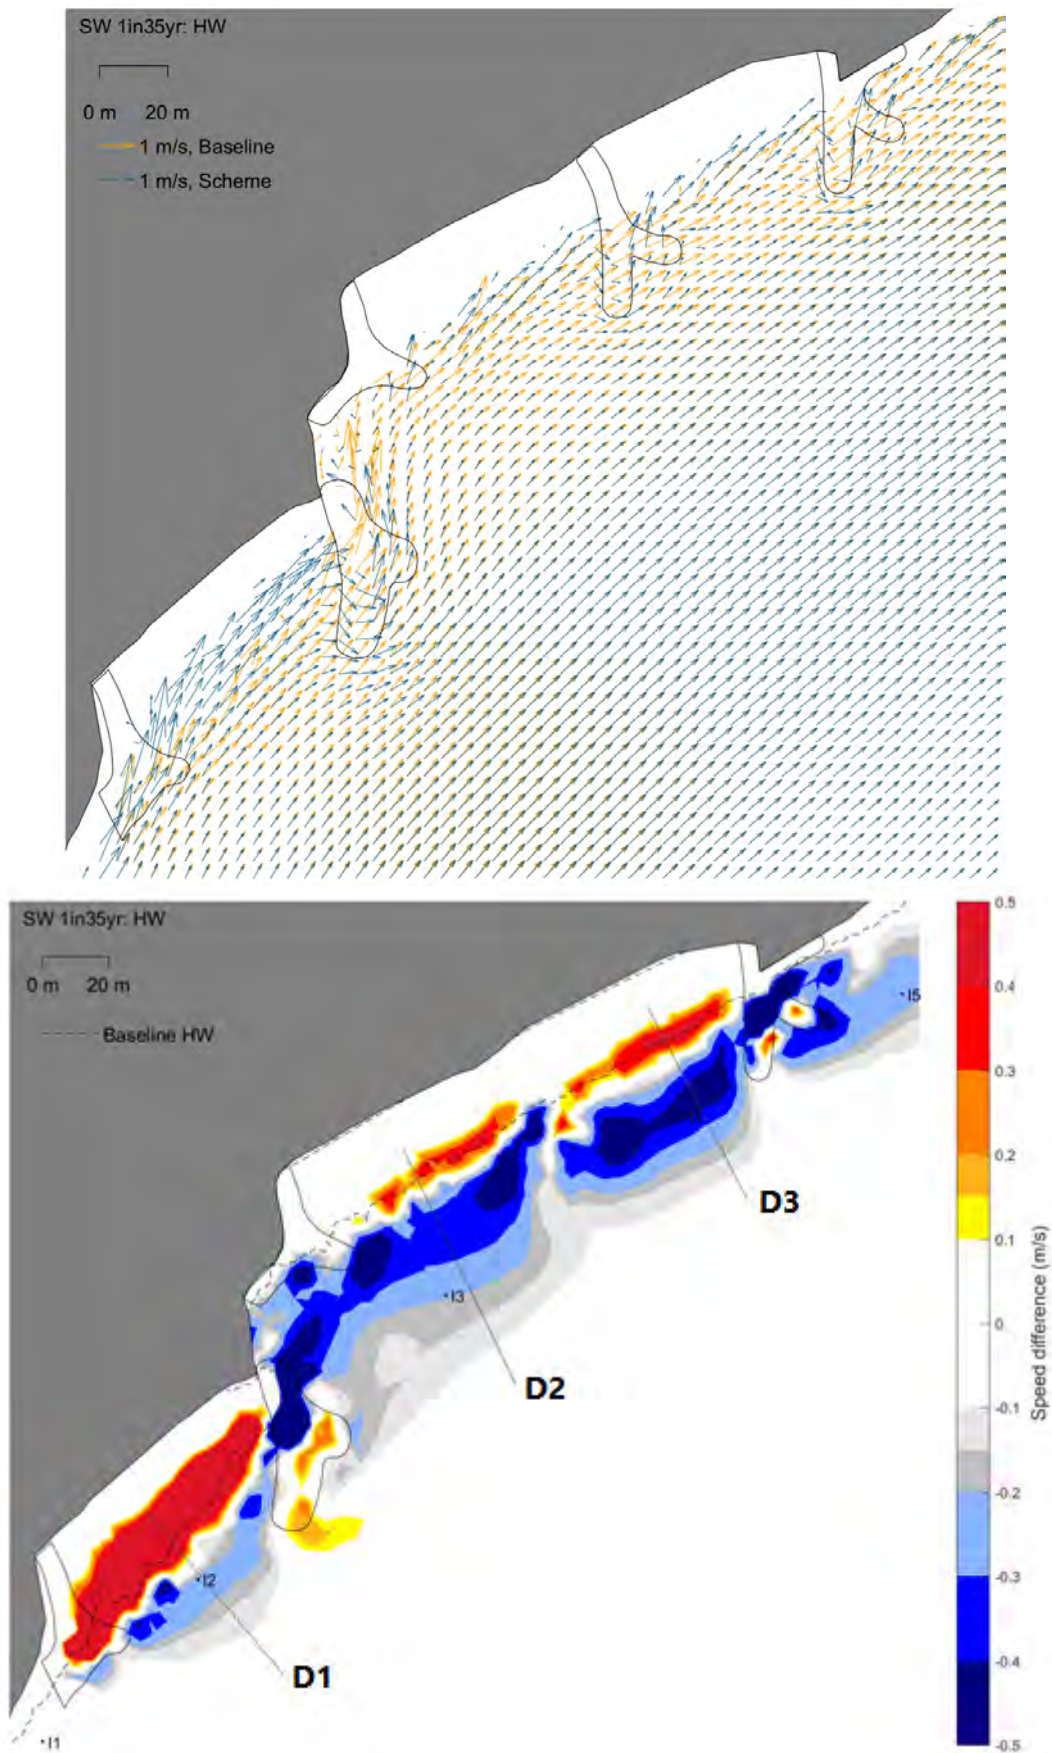 SW 1in35yr: HW
0 m 20 m
1 m/s, Baseline
1 m/s, Scheme
SW 1in35yr: HW
0 m 20 m
Baseline HW
I5
D3
I3
D2
I2
D1
I1
0.5
0.4
0.3
0.2
0.1
0
-0.1
-0.2
-0.3
-0.4
-0.5
Speed difference (m/s)